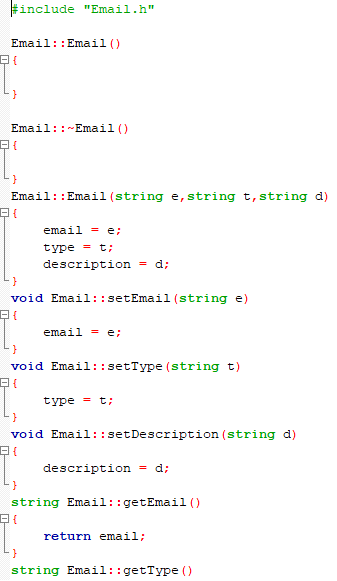 #include "Email.h"
Email::Email()
{
}
Email::~Email()
{
}
Email::Email(string e,string t,string d)
{
email = e;
type = t;
description = d;
}
void Email::setEmail(string e)
{
email = e;
}
void Email::setType(string t)
{
type = t;
}
void Email::setDescription(string d)
{
description = d;
}
string Email::getEmail()
{
return email;
}
string Email::getType()